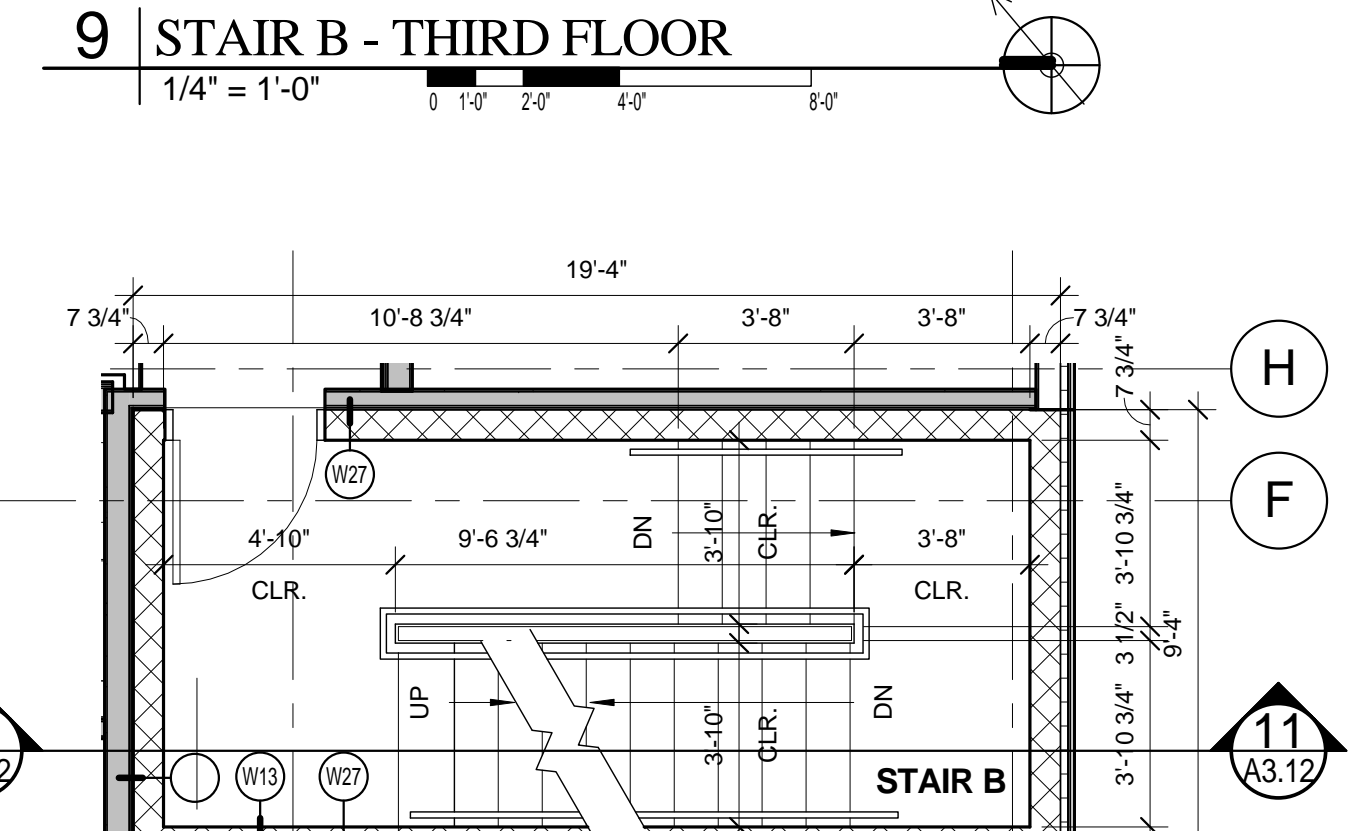 9 STAIR B - THIRD FLOOR
1/4" = 1'-0"
0 1'-0" 2'-0" 4'-0" 8'-0"
19'-4"
7 3/4" 10'-8 3/4" 3'-8" 3'-8" 7 3/4"
7 3/4"
H
W27
F
DN 3'-10" CLR.
4'-10" 9'-6 3/4" 3'-8"
CLR. CLR.
3'-10 3/4"
3 1/2"
9'-4"
UP 3-10" CLR. DN
3'-10 3/4"
11
A3.12
2
W13 W27 STAIR B